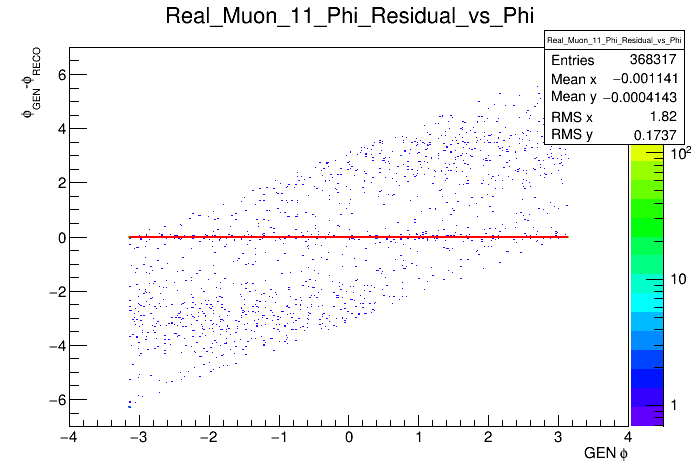 Real_Muon_11_Phi_Residual_vs_Phi
Real_Muon_11_Phi_Residual_vs_Phi
Entries 368317
Mean x −0.001141
Mean y −0.0004143
RMS x 1.82
RMS y 0.1737
ϕGEN-ϕRECO
6
4
2
0
−2
−4
−6
10²
10
1
−4 −3 −2 −1 0 1 2 3 4
GEN ϕ